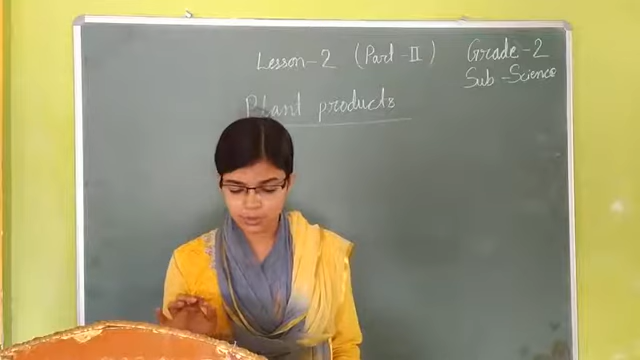 Lesson-2 (Part-II)
Grade-2
Sub-Science
Plant products